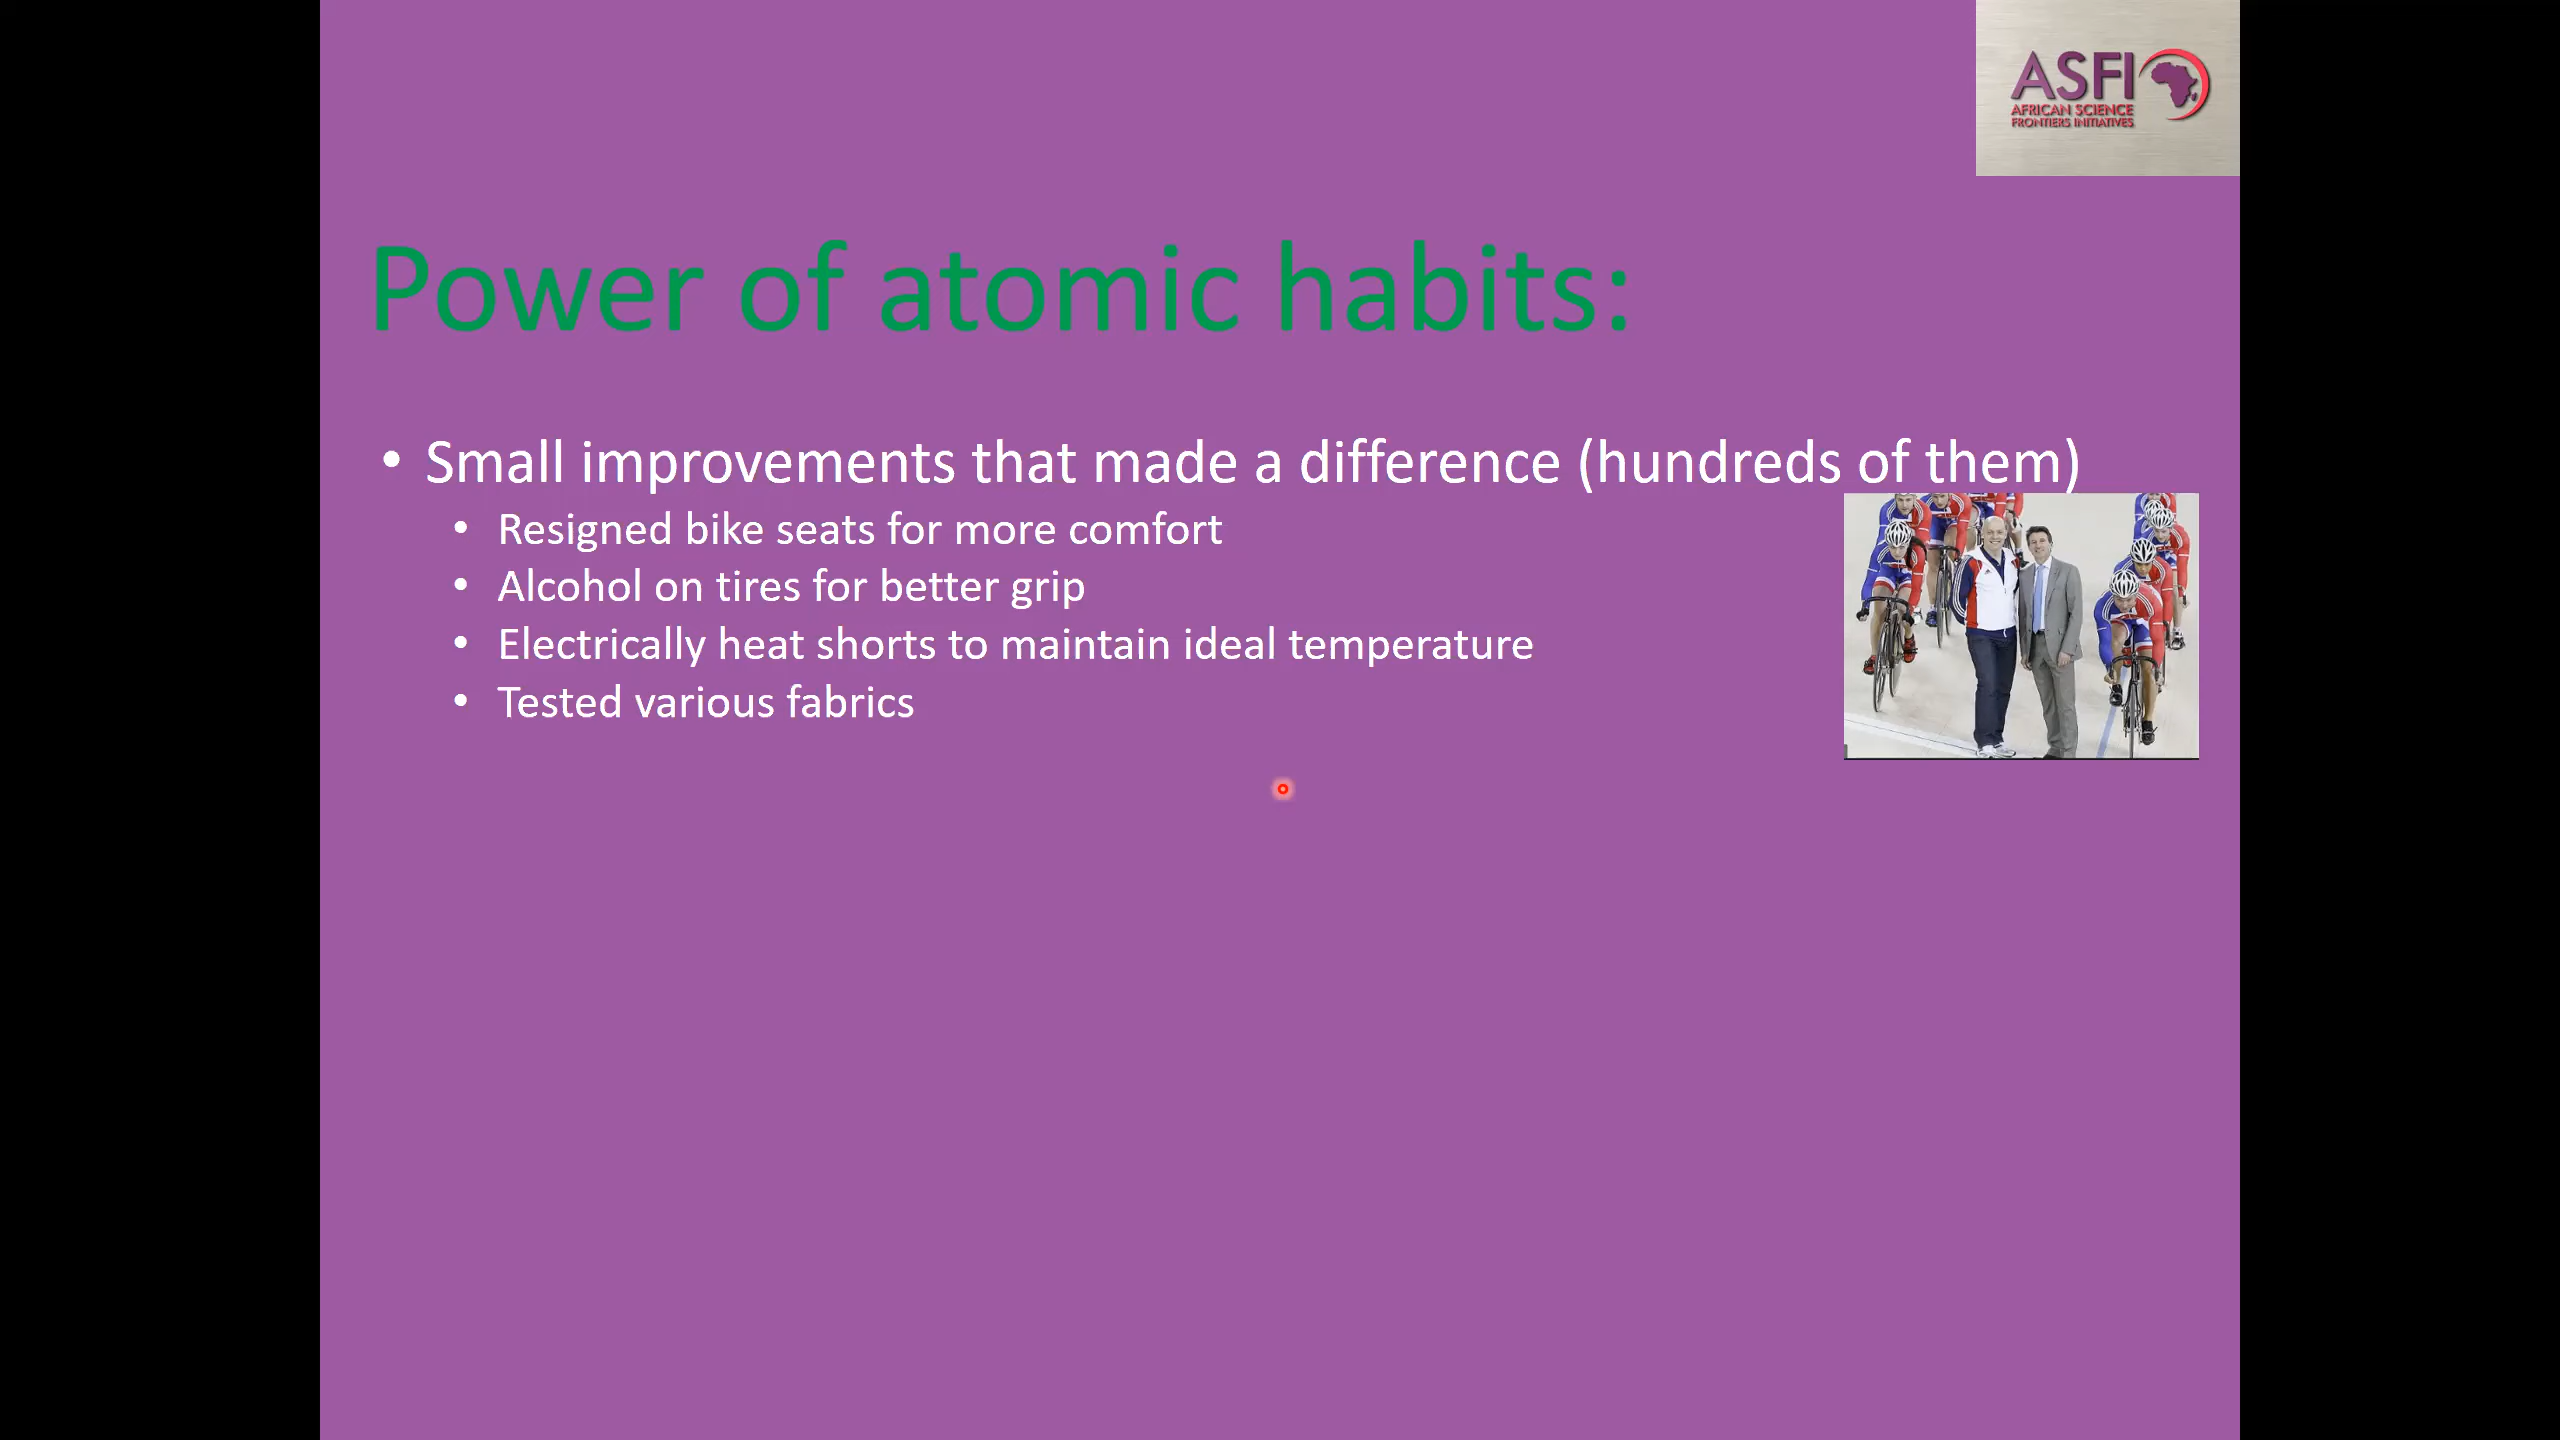 ASFI
AFRICAN SCIENCE
FRONTIERS INITIATIVES
Power of atomic habits:
• Small improvements that made a difference (hundreds of them)
• Resigned bike seats for more comfort
• Alcohol on tires for better grip
• Electrically heat shorts to maintain ideal temperature
• Tested various fabrics